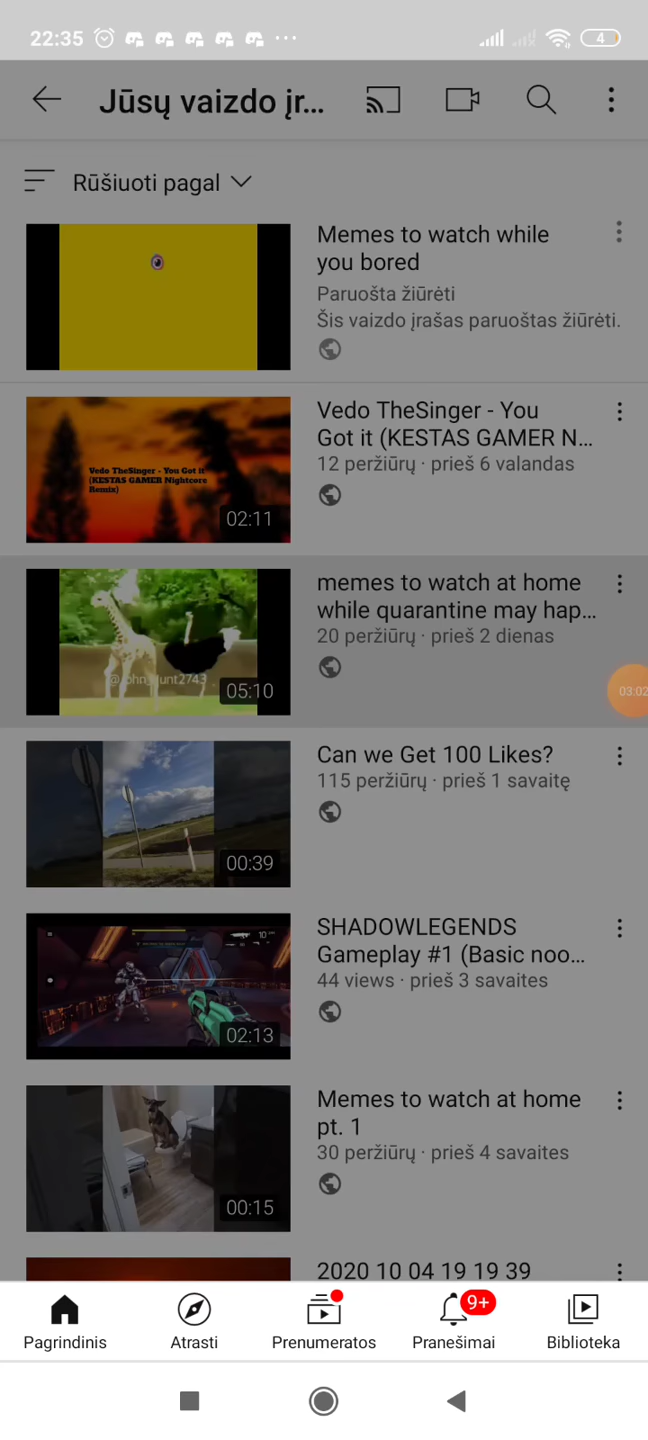 22:35
4
Jūsų vaizdo įr...
Rūšiuoti pagal
Memes to watch while
you bored
Paruošta žiūrėti
Šis vaizdo įrašas paruoštas žiūrėti.
Vedo TheSinger - You Got it
(KESTAS GAMER Nightcore
Remix)
02:11
Vedo TheSinger - You
Got it (KESTAS GAMER N...
12 peržiūrų · prieš 6 valandas
@john_hunt2743
05:10
memes to watch at home
while quarantine may hap...
20 peržiūrų · prieš 2 dienas
03:02
00:39
Can we Get 100 Likes?
115 peržiūrų · prieš 1 savaitę
10
02:13
SHADOWLEGENDS
Gameplay #1 (Basic noo...
44 views · prieš 3 savaites
00:15
Memes to watch at home
pt. 1
30 peržiūrų · prieš 4 savaites
2020 10 04 19 19 39
9+
Pagrindinis
Atrasti
Prenumeratos
Pranešimai
Biblioteka